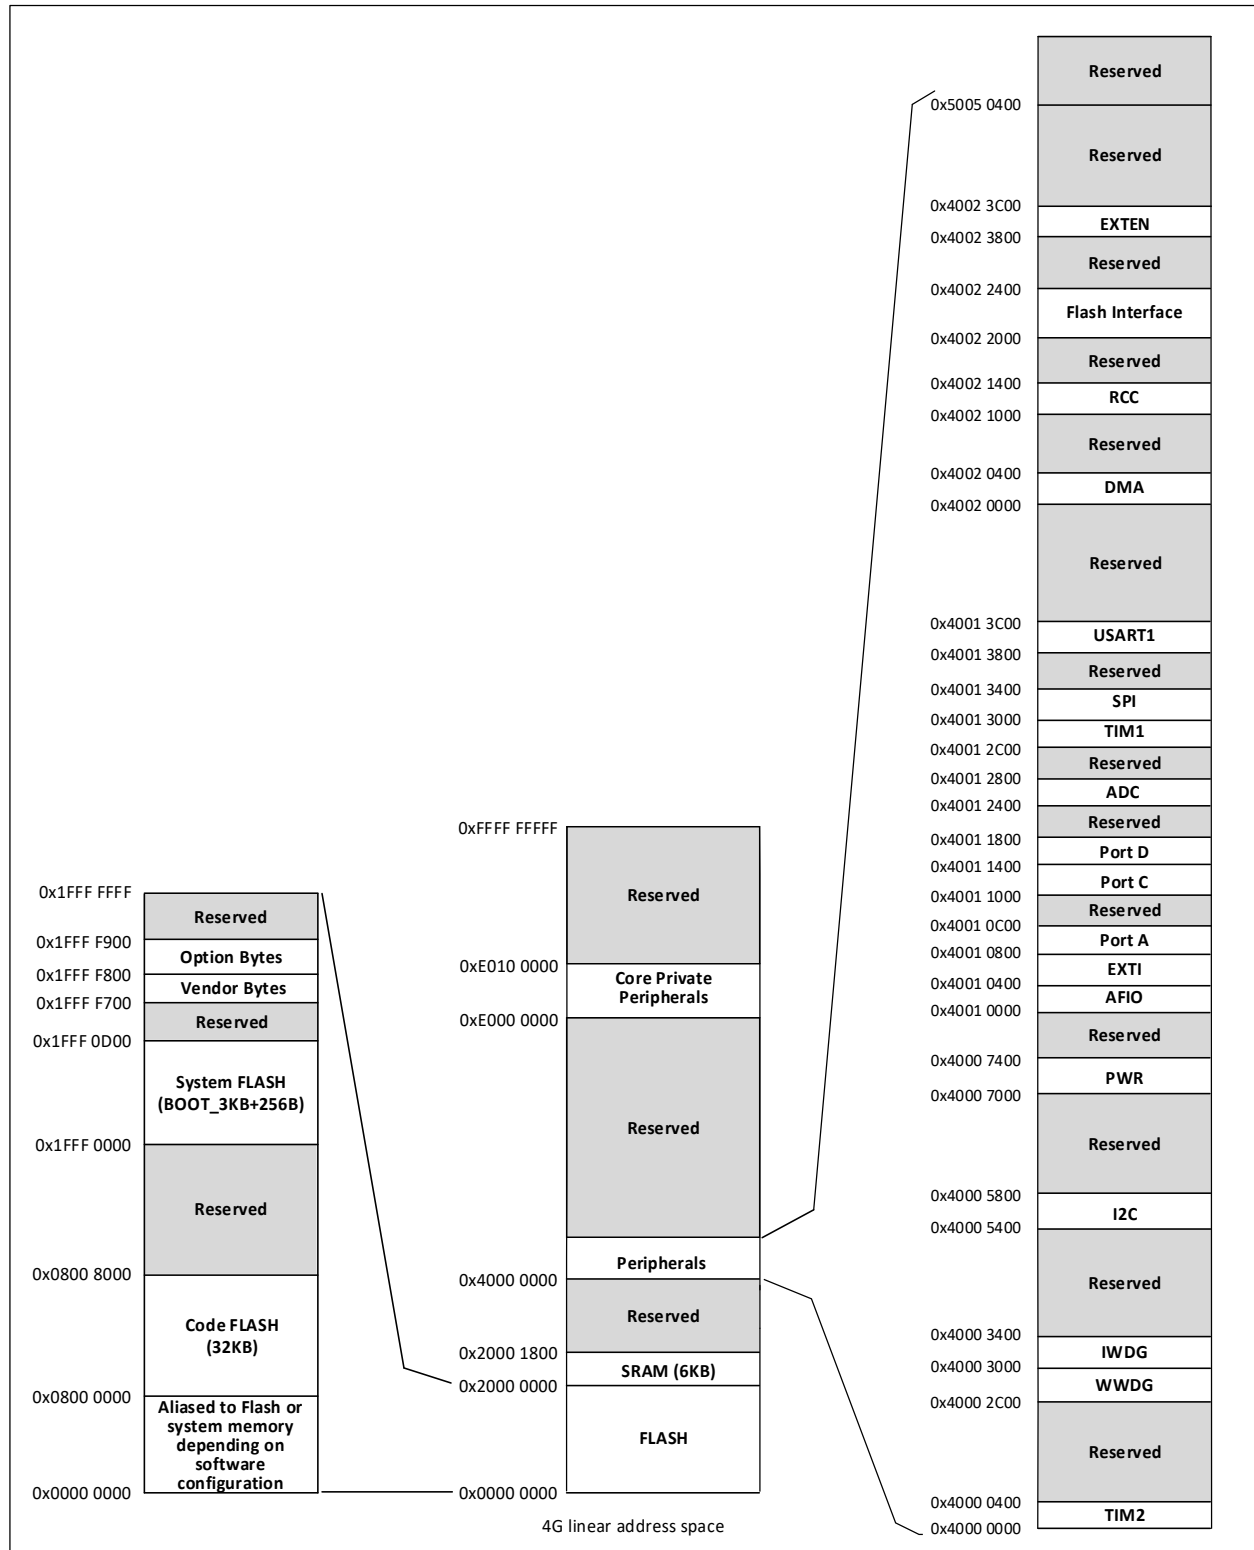 Reserved
0x5005 0400
Reserved
0x4002 3C00
EXTEN
0x4002 3800
Reserved
0x4002 2400
Flash Interface
0x4002 2000
Reserved
0x4002 1400
RCC
0x4002 1000
Reserved
0x4002 0400
DMA
0x4002 0000
Reserved
0x4001 3C00
USART1
0x4001 3800
Reserved
0x4001 3400
SPI
0x4001 3000
TIM1
0x4001 2C00
Reserved
0x4001 2800
ADC
0x4001 2400
Reserved
0x4001 1800
Port D
0x4001 1400
Port C
0x4001 1000
Reserved
0x4001 0C00
Port A
0x4001 0800
EXTI
0x4001 0400
AFIO
0x4001 0000
Reserved
0x4000 7400
PWR
0x4000 7000
Reserved
0x4000 5800
I2C
0x4000 5400
Reserved
0x4000 3400
IWDG
0x4000 3000
WWDG
0x4000 2C00
Reserved
0x4000 0400
TIM2
0x4000 0000
0xFFFF FFFFF
Reserved
0xE010 0000
Core Private
Peripherals
0xE000 0000
Reserved
Peripherals
0x4000 0000
Reserved
0x2000 1800
SRAM (6KB)
0x2000 0000
FLASH
0x0000 0000
4G linear address space
0x1FFF FFFF
Reserved
0x1FFF F900
Option Bytes
0x1FFF F800
Vendor Bytes
0x1FFF F700
Reserved
0x1FFF 0D00
System FLASH
(BOOT_3KB+256B)
0x1FFF 0000
Reserved
0x0800 8000
Code FLASH
(32KB)
0x0800 0000
Aliased to Flash or
system memory
depending on
software
configuration
0x0000 0000